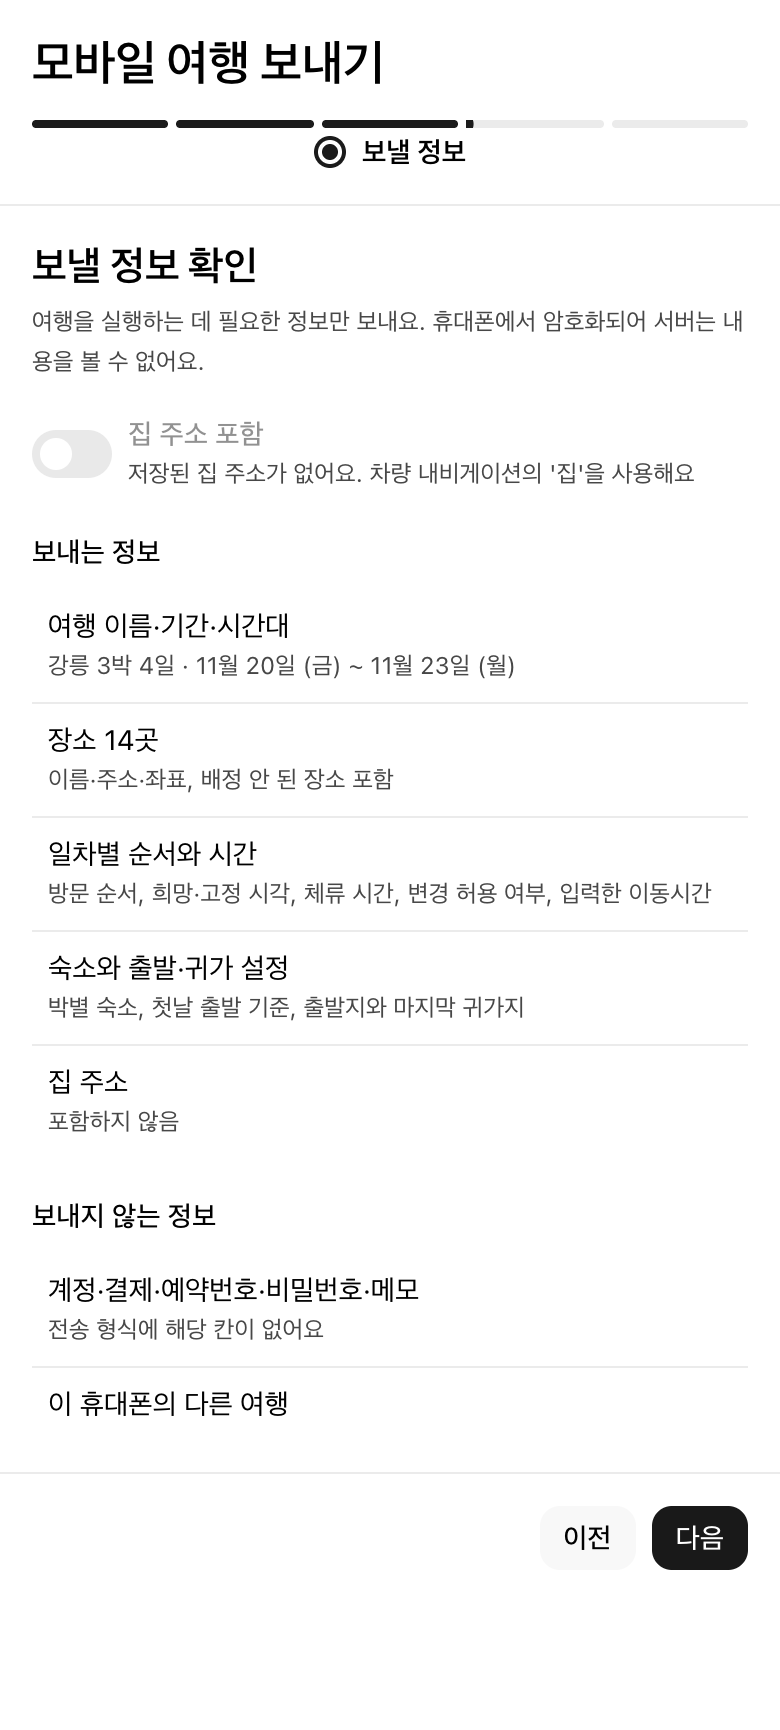 모바일 여행 보내기
보낼 정보
보낼 정보 확인
여행을 실행하는 데 필요한 정보만 보내요. 휴대폰에서 암호화되어 서버는 내
용을 볼 수 없어요.
집 주소 포함
저장된 집 주소가 없어요. 차량 내비게이션의 '집'을 사용해요
보내는 정보
여행 이름·기간·시간대
강릉 3박 4일 · 11월 20일 (금) ~ 11월 23일 (월)
장소 14곳
이름·주소·좌표, 배정 안 된 장소 포함
일차별 순서와 시간
방문 순서, 희망·고정 시각, 체류 시간, 변경 허용 여부, 입력한 이동시간
숙소와 출발·귀가 설정
박별 숙소, 첫날 출발 기준, 출발지와 마지막 귀가지
집 주소
포함하지 않음
보내지 않는 정보
계정·결제·예약번호·비밀번호·메모
전송 형식에 해당 칸이 없어요
이 휴대폰의 다른 여행
이전
다음